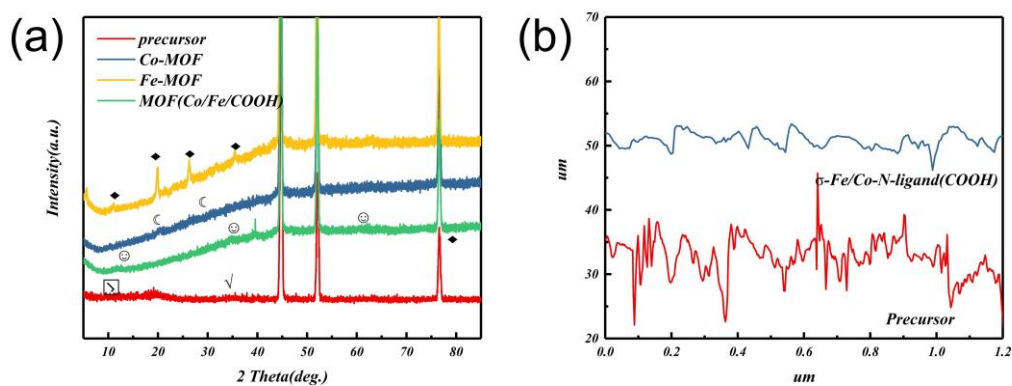 (a)
precursor
Co-MOF
Fe-MOF
MOF(Co/Fe/COOH)
Intensity(a.u.)
10 20 30 40 50 60 70 80
2 Theta(deg.)
(b)
70
60
50
40
30
20
um
σ-Fe/Co-N-ligand(COOH)
Precursor
0.0 0.2 0.4 0.6 0.8 1.0 1.2
um